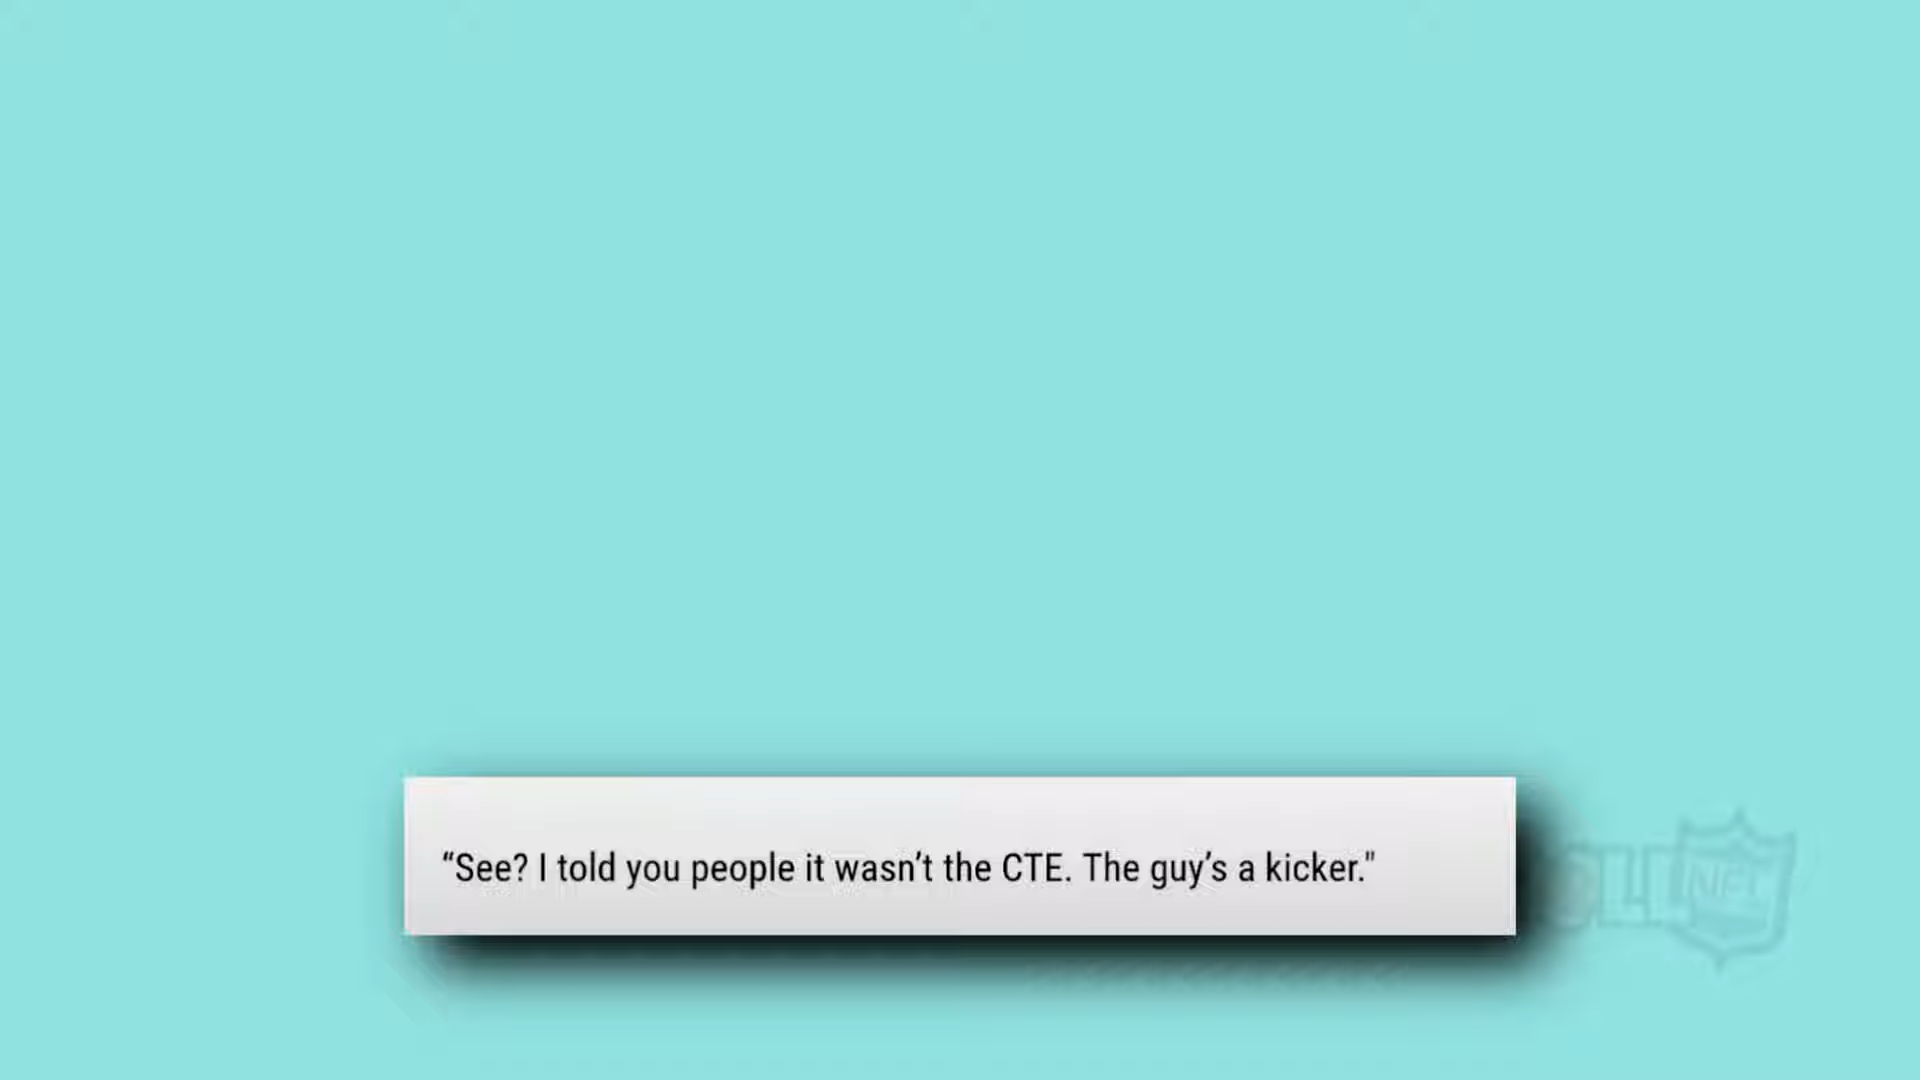 “See? I told you people it wasn’t the CTE. The guy’s a kicker."